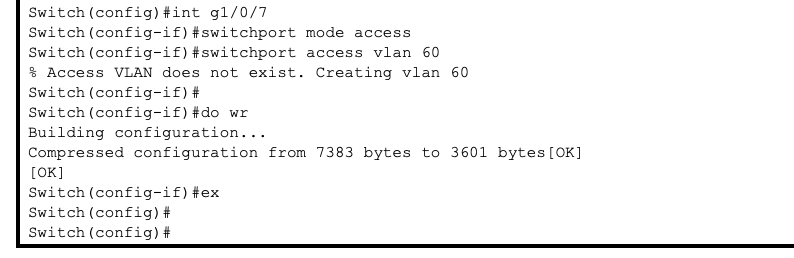 Switch(config)#int g1/0/7
Switch(config-if)#switchport mode access
Switch(config-if)#switchport access vlan 60
% Access VLAN does not exist. Creating vlan 60
Switch(config-if)#
Switch(config-if)#do wr
Building configuration...
Compressed configuration from 7383 bytes to 3601 bytes[OK]
[OK]
Switch(config-if)#ex
Switch(config)#
Switch(config)#